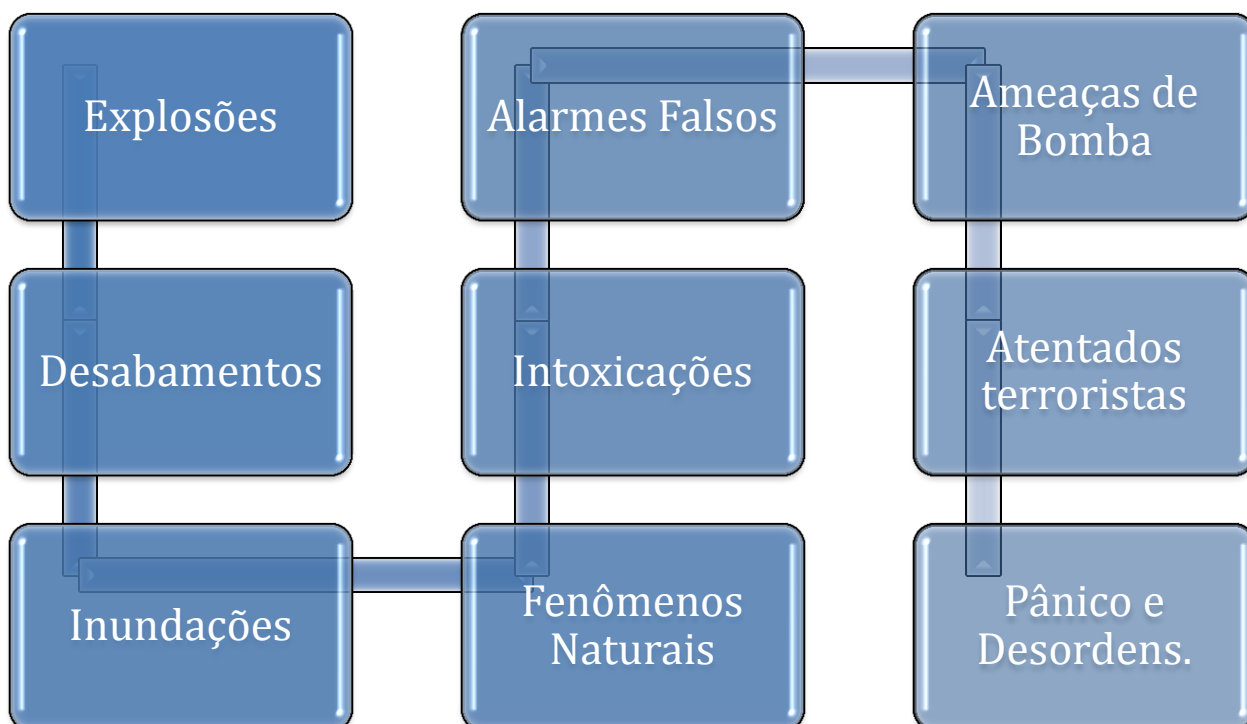 Explosões
Desabamentos
Inundações
Fenômenos
Naturais
Intoxicações
Alarmes Falsos
Ameaças de
Bomba
Atentados
terroristas
Pânico e
Desordens.